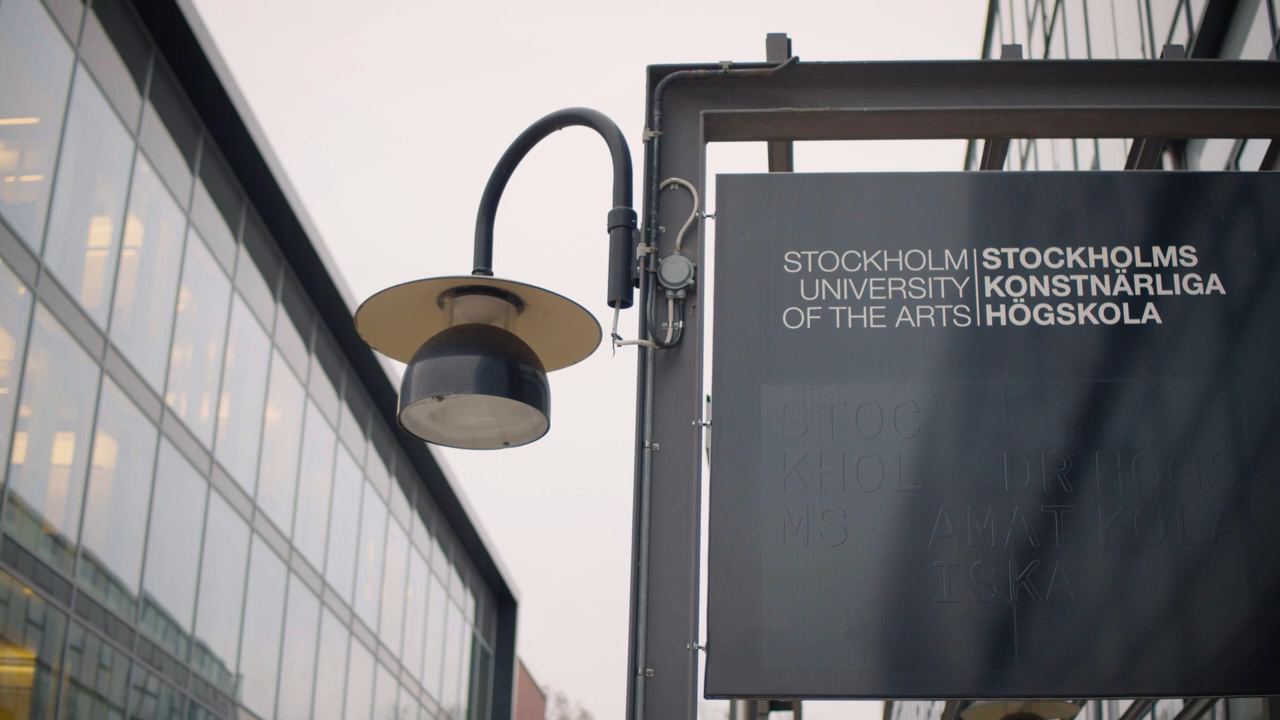 STOCKHOLM
UNIVERSITY
OF THE ARTS
STOCKHOLMS
KONSTNÄRLIGA
HÖGSKOLA
STOC
KHOL DR HÖGS
MS AMAT KOLA
ISKA